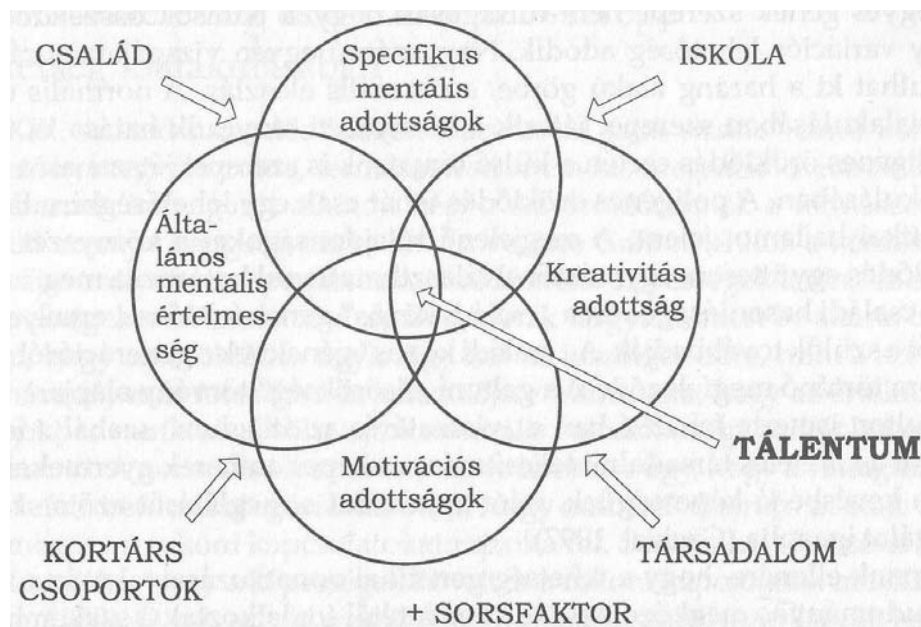 CSALÁD
Specifikus
mentális
adottságok
ISKOLA
Álta-
lános
mentális
értelmes-
ség
Kreativitás
adottság
TÁLENTUM
Motivációs
adottságok
KORTÁRS
CSOPORTOK
TÁRSADALOM
+ SORSFAKTOR